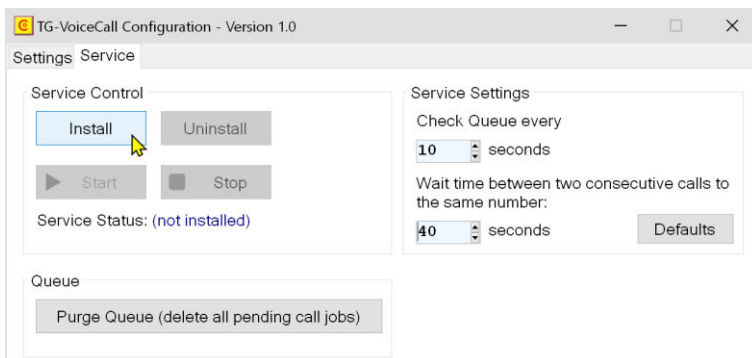 TG-VoiceCall Configuration - Version 1.0
Settings Service
Service Control
Install Uninstall
Start Stop
Service Status: (not installed)
Queue
Purge Queue (delete all pending call jobs)
Service Settings
Check Queue every
10 seconds
Wait time between two consecutive calls to
the same number:
40 seconds Defaults